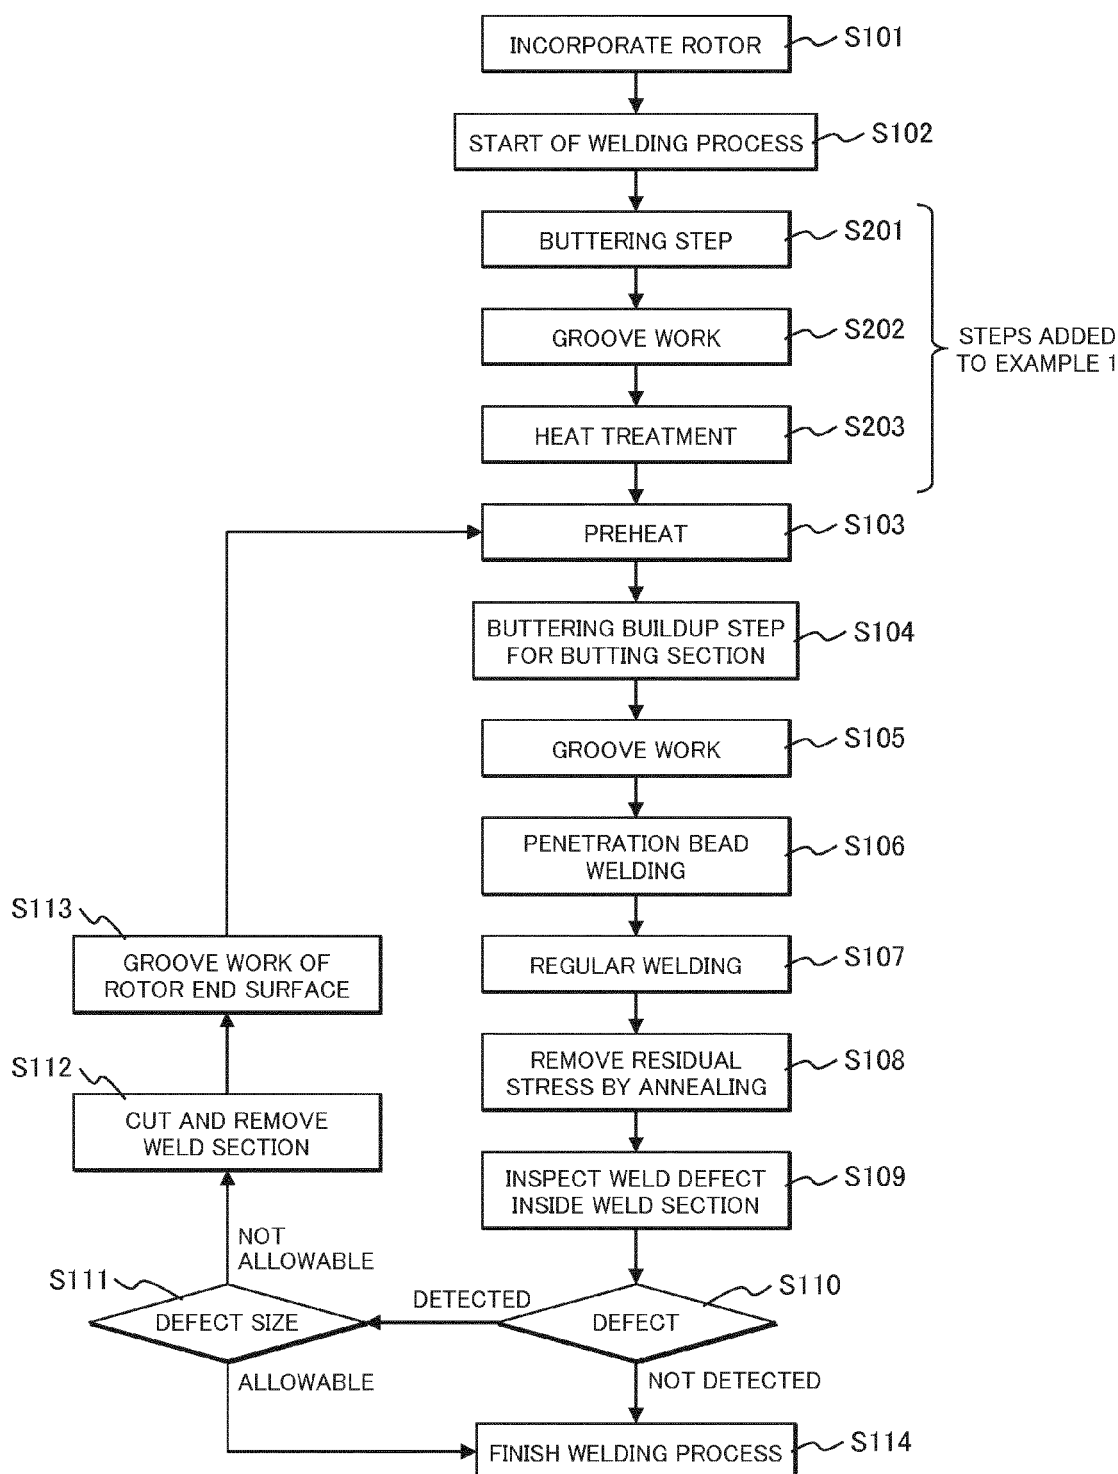 INCORPORATE ROTOR
S101
START OF WELDING PROCESS
S102
BUTTERING STEP
S201
GROOVE WORK
S202
STEPS ADDED
TO EXAMPLE 1
HEAT TREATMENT
S203
PREHEAT
S103
BUTTERING BUILDUP STEP
FOR BUTTING SECTION
S104
GROOVE WORK
S105
PENETRATION BEAD
WELDING
S106
REGULAR WELDING
S107
REMOVE RESIDUAL
STRESS BY ANNEALING
S108
INSPECT WELD DEFECT
INSIDE WELD SECTION
S109
DEFECT
S110
DETECTED
NOT DETECTED
DEFECT SIZE
S111
NOT
ALLOWABLE
ALLOWABLE
CUT AND REMOVE
WELD SECTION
S112
GROOVE WORK OF
ROTOR END SURFACE
S113
FINISH WELDING PROCESS
S114